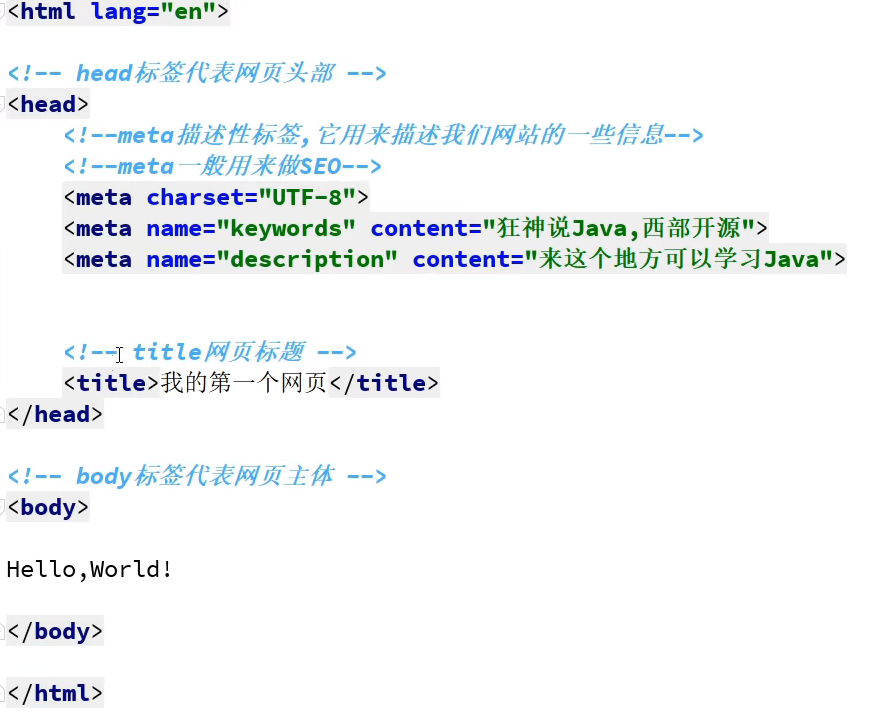 <html lang="en">
<!-- head标签代表网页头部 -->
<head>
<!--meta描述性标签,它用来描述我们网站的一些信息-->
<!--meta一般用来做SEO-->
<meta charset="UTF-8">
<meta name="keywords" content="狂神说Java,西部开源">
<meta name="description" content="来这个地方可以学习Java">
<!-- title网页标题 -->
<title>我的第一个网页</title>
</head>
<!-- body标签代表网页主体 -->
<body>
Hello,World!
</body>
</html>